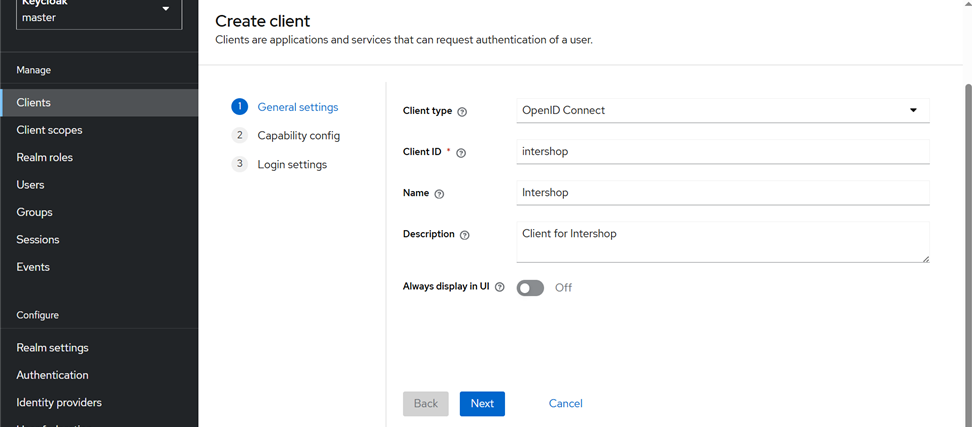 Keycloak
master
Manage
Clients
Client scopes
Realm roles
Users
Groups
Sessions
Events
Configure
Realm settings
Authentication
Identity providers
Create client
Clients are applications and services that can request authentication of a user.
1 General settings
2 Capability config
3 Login settings
Client type
OpenID Connect
Client ID *
intershop
Name
Intershop
Description
Client for Intershop
Always display in UI
Off
Back
Next
Cancel